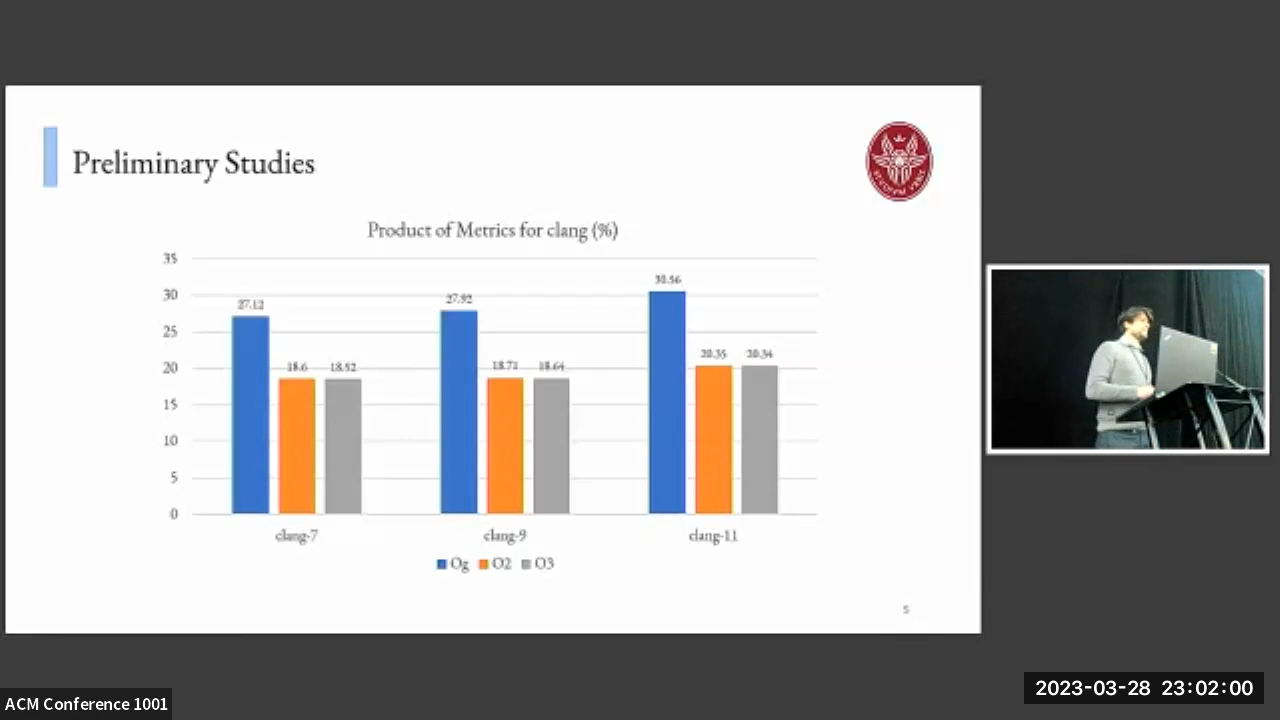 Preliminary Studies
Product of Metrics for clang (%)
35
30
25
20
15
10
5
0
27.12
18.6
18.52
27.92
18.71
18.64
30.56
20.35
20.34
clang-7
clang-9
clang-11
Og O2 O3
5
ACM Conference 1001
2023-03-28 23:02:00